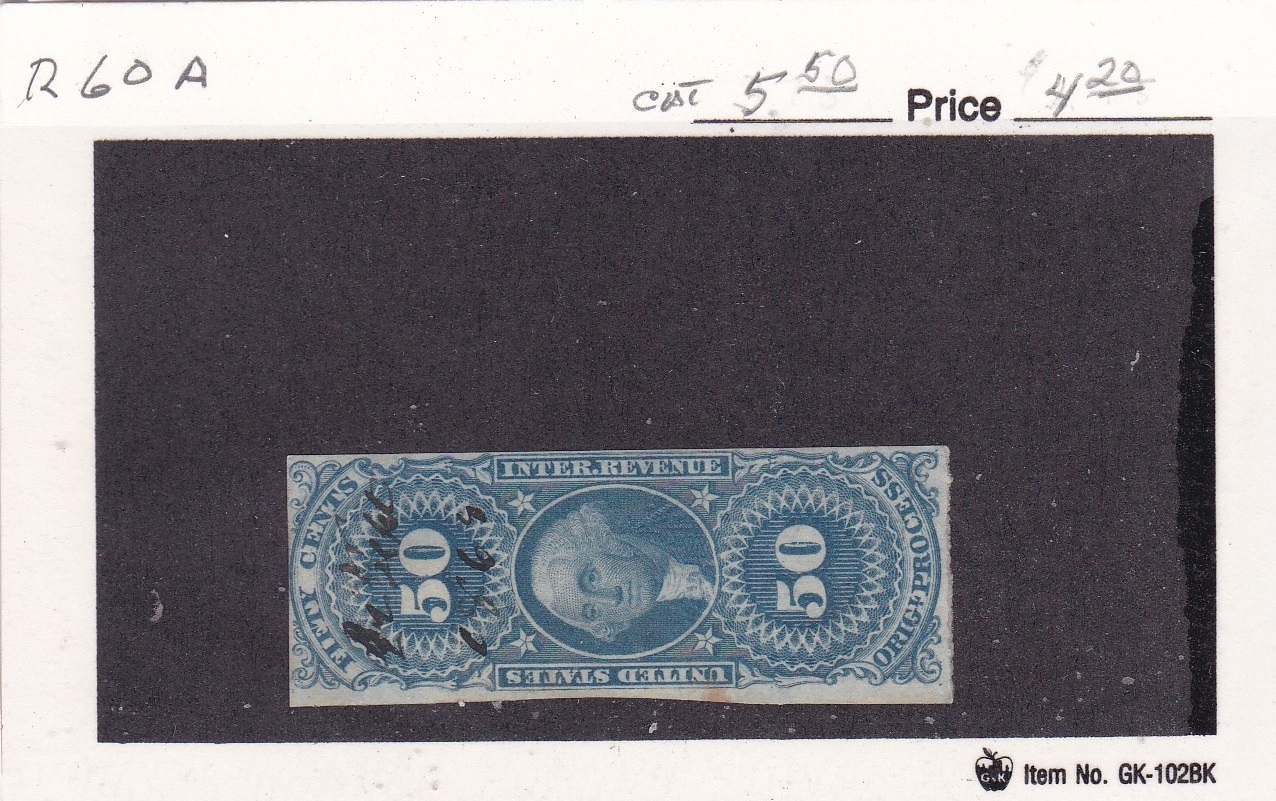 R60A
cost 5 50 Price $4 20
INTER. REVENUE
FIFTY CENTS
50
50
ORIG'L PROCESS
UNITED STATES
G&K Item No. GK-102BK